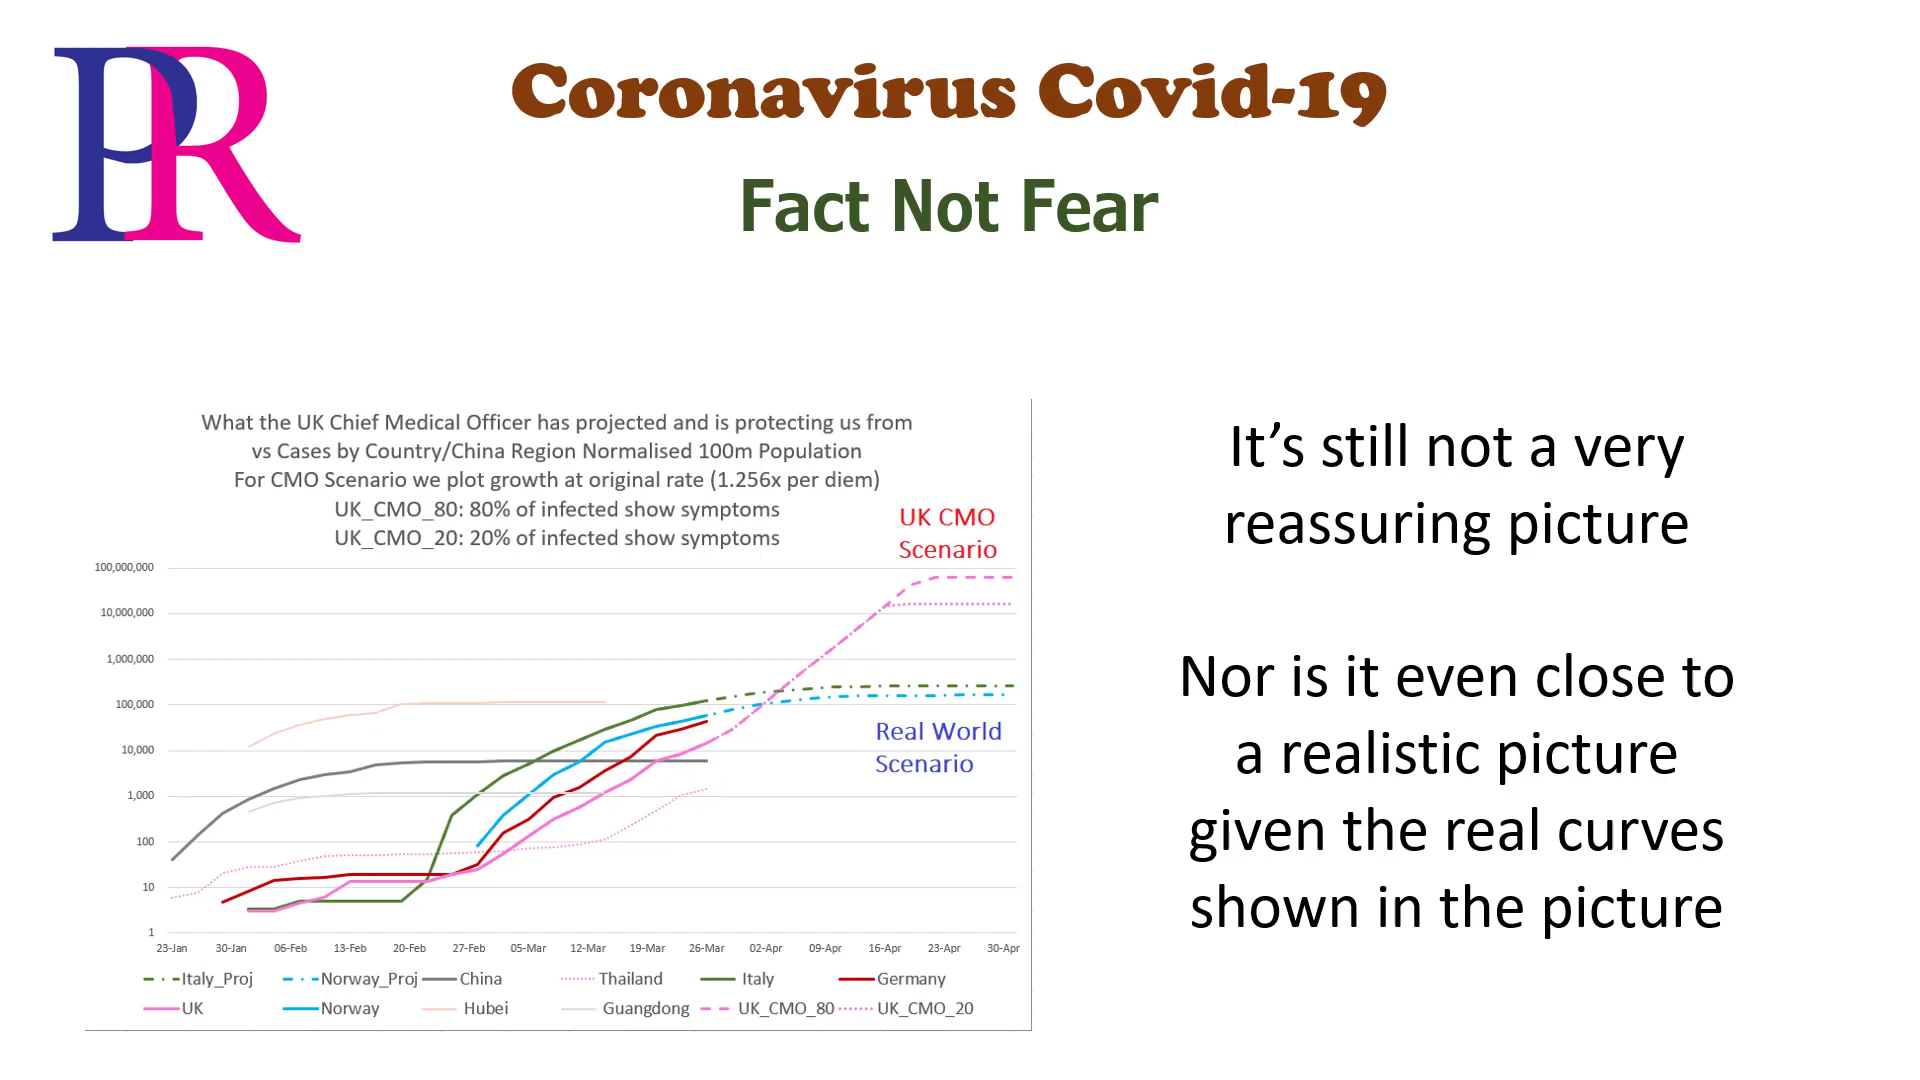 PR
Coronavirus Covid-19
Fact Not Fear
What the UK Chief Medical Officer has projected and is protecting us from
vs Cases by Country/China Region Normalised 100m Population
For CMO Scenario we plot growth at original rate (1.256x per diem)
UK_CMO_80: 80% of infected show symptoms
UK_CMO_20: 20% of infected show symptoms
UK CMO
Scenario
100,000,000
10,000,000
1,000,000
100,000
10,000
1,000
100
10
1
Real World
Scenario
23-Jan 30-Jan 06-Feb 13-Feb 20-Feb 27-Feb 05-Mar 12-Mar 19-Mar 26-Mar 02-Apr 09-Apr 16-Apr 23-Apr 30-Apr
Italy_Proj Norway_Proj China Thailand Italy Germany
UK Norway Hubei Guangdong UK_CMO_80 UK_CMO_20
It’s still not a very
reassuring picture
Nor is it even close to
a realistic picture
given the real curves
shown in the picture